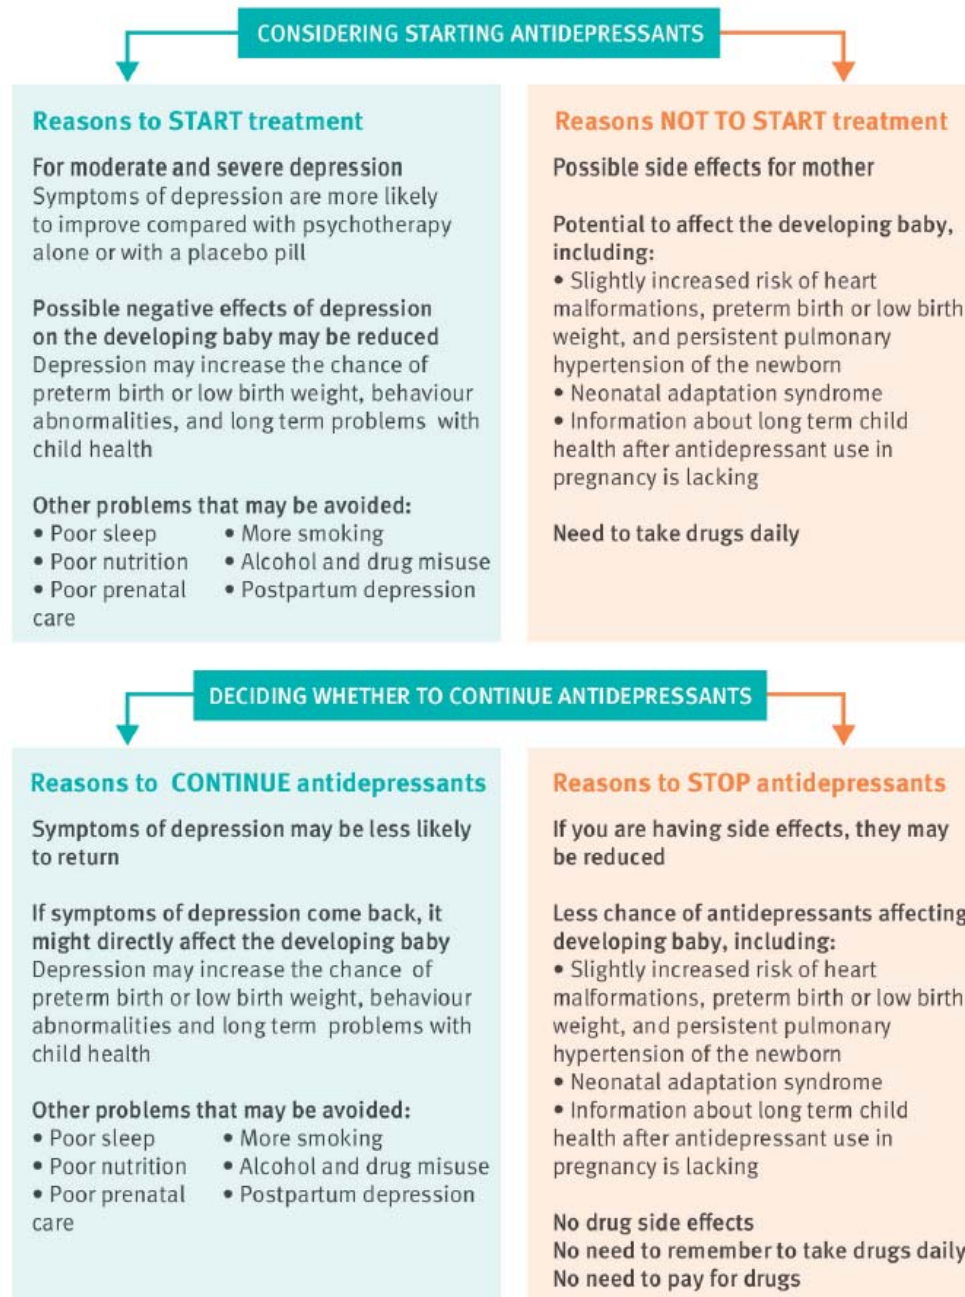 CONSIDERING STARTING ANTIDEPRESSANTS
Reasons to START treatment
For moderate and severe depression
Symptoms of depression are more likely
to improve compared with psychotherapy
alone or with a placebo pill
Possible negative effects of depression
on the developing baby may be reduced
Depression may increase the chance of
preterm birth or low birth weight, behaviour
abnormalities, and long term problems with
child health
Other problems that may be avoided:
• Poor sleep
• Poor nutrition
• Poor prenatal
care
• More smoking
• Alcohol and drug misuse
• Postpartum depression
Reasons NOT TO START treatment
Possible side effects for mother
Potential to affect the developing baby,
including:
• Slightly increased risk of heart
malformations, preterm birth or low birth
weight, and persistent pulmonary
hypertension of the newborn
• Neonatal adaptation syndrome
• Information about long term child
health after antidepressant use in
pregnancy is lacking
Need to take drugs daily
DECIDING WHETHER TO CONTINUE ANTIDEPRESSANTS
Reasons to CONTINUE antidepressants
Symptoms of depression may be less likely
to return
If symptoms of depression come back, it
might directly affect the developing baby
Depression may increase the chance of
preterm birth or low birth weight, behaviour
abnormalities and long term problems with
child health
Other problems that may be avoided:
• Poor sleep
• Poor nutrition
• Poor prenatal
care
• More smoking
• Alcohol and drug misuse
• Postpartum depression
Reasons to STOP antidepressants
If you are having side effects, they may
be reduced
Less chance of antidepressants affecting
developing baby, including:
• Slightly increased risk of heart
malformations, preterm birth or low birth
weight, and persistent pulmonary
hypertension of the newborn
• Neonatal adaptation syndrome
• Information about long term child
health after antidepressant use in
pregnancy is lacking
No drug side effects
No need to remember to take drugs daily
No need to pay for drugs